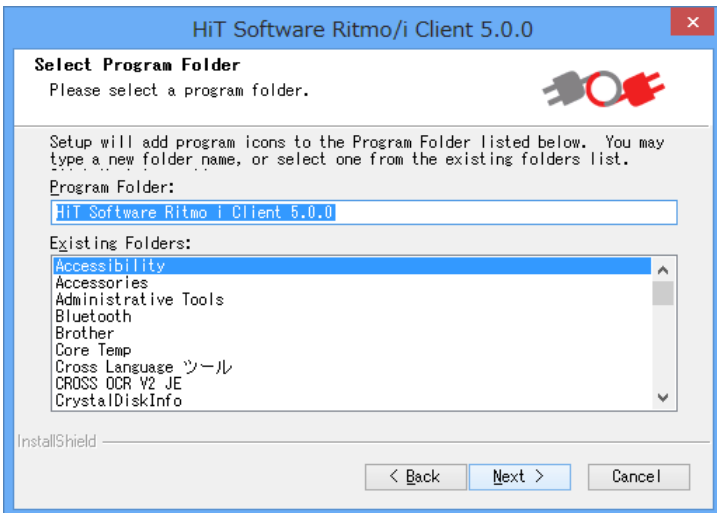 HiT Software Ritmo/i Client 5.0.0
Select Program Folder
Please select a program folder.
Setup will add program icons to the Program Folder listed below. You may
type a new folder name, or select one from the existing folders list.
Program Folder:
HiT Software Ritmo i Client 5.0.0
Existing Folders:
Accessibility
Accessories
Administrative Tools
Bluetooth
Brother
Core Temp
Cross Language ツール
CROSS OCR V2 JE
CrystalDiskInfo
InstallShield
< Back
Next >
Cancel